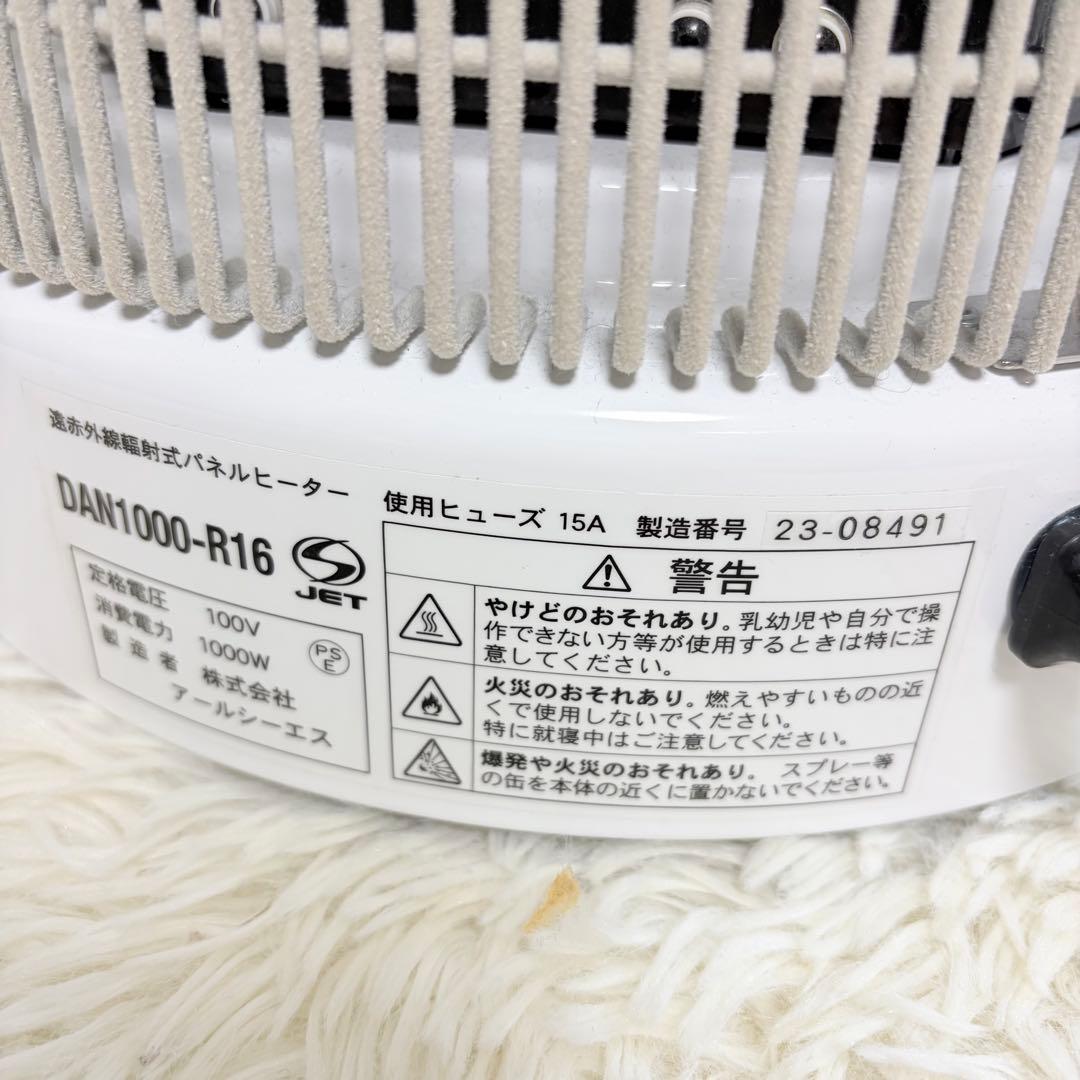 遠赤外線輻射式パネルヒーター
DAN1000-R16
JET
定格電圧 100V
消費電力 1000W
製造者 株式会社
アールシーエス
PS
E
使用ヒューズ 15A 製造番号 23-08491
警告
やけどのおそれあり。乳幼児や自分で操
作できない方等が使用するときは特に注
意してください。
火災のおそれあり。燃えやすいものの近
くで使用しないでください。
特に就寝中はご注意してください。
爆発や火災のおそれあり。 スプレー等
の缶を本体の近くに置かないでください。